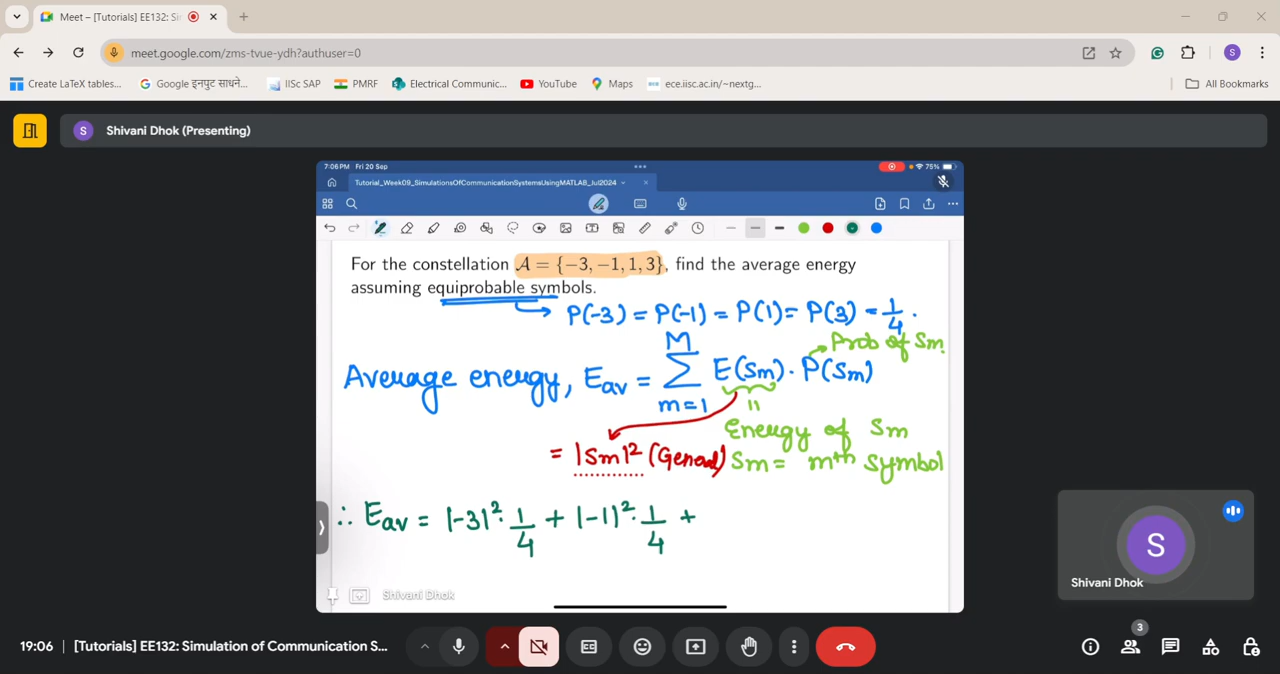 Meet – [Tutorials] EE132: Si
meet.google.com/zms-tvue-ydh?authuser=0
Create LaTeX tables...
Google इनपुट साधने...
IISc SAP
PMRF
Electrical Communic...
YouTube
Maps
ece.iisc.ac.in/~nextg...
All Bookmarks
S
Shivani Dhok (Presenting)
7:06 PM Fri 20 Sep
75%
Tutorial_Week09_SimulationsOfCommunicationSystemsUsingMATLAB_Jul2024
For the constellation 𝒜 = {−3, −1, 1, 3}, find the average energy
assuming equiprobable symbols.
P(-3) = P(-1) = P(1) = P(3) = 1/4.
Prob of Sm.
Average energy, Eav = M Σ m=1 E(Sm) · P(Sm)
"
Energy of Sm
= |Sm|² (General) Sm = mth symbol
∴ Eav = |-3|² · 1/4 + |-1|² · 1/4 +
Shivani Dhok
S
Shivani Dhok
19:06 | [Tutorials] EE132: Simulation of Communication S...
3